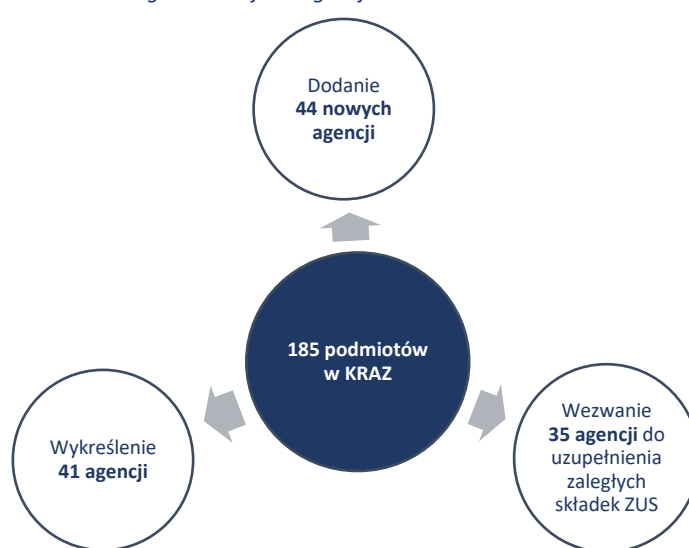 Dodanie
44 nowych
agencji
185 podmiotów
w KRAZ
Wykreślenie
41 agencji
Wezwanie
35 agencji do
uzupełnienia
zaległych
składek ZUS